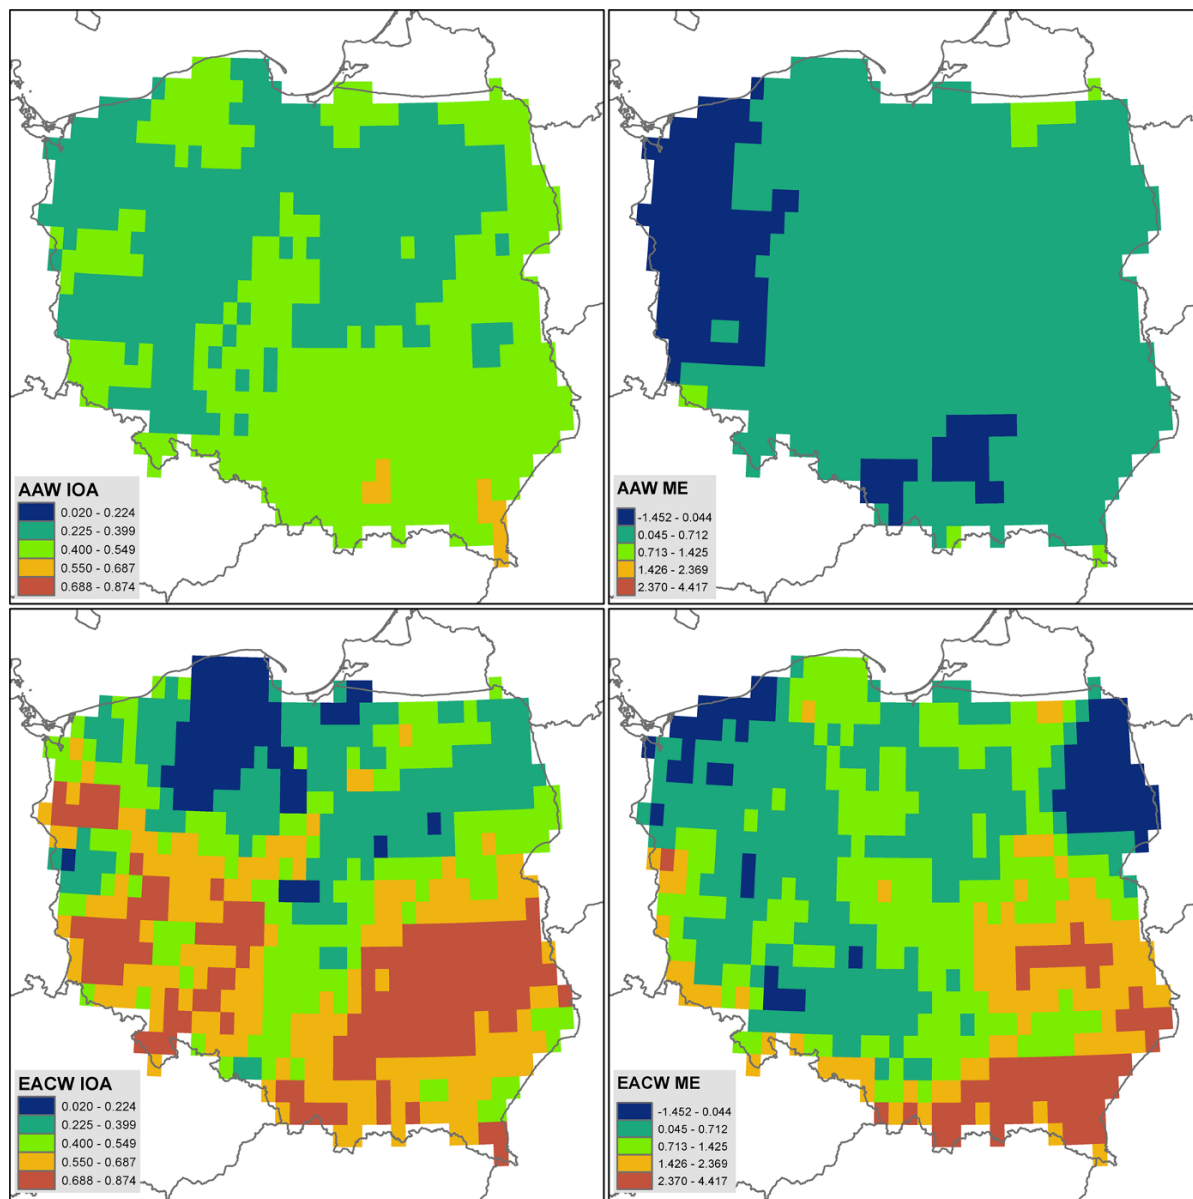 AAW IOA
0.020 - 0.224
0.225 - 0.399
0.400 - 0.549
0.550 - 0.687
0.688 - 0.874
AAW ME
-1.452 - 0.044
0.045 - 0.712
0.713 - 1.425
1.426 - 2.369
2.370 - 4.417
EACW IOA
0.020 - 0.224
0.225 - 0.399
0.400 - 0.549
0.550 - 0.687
0.688 - 0.874
EACW ME
-1.452 - 0.044
0.045 - 0.712
0.713 - 1.425
1.426 - 2.369
2.370 - 4.417